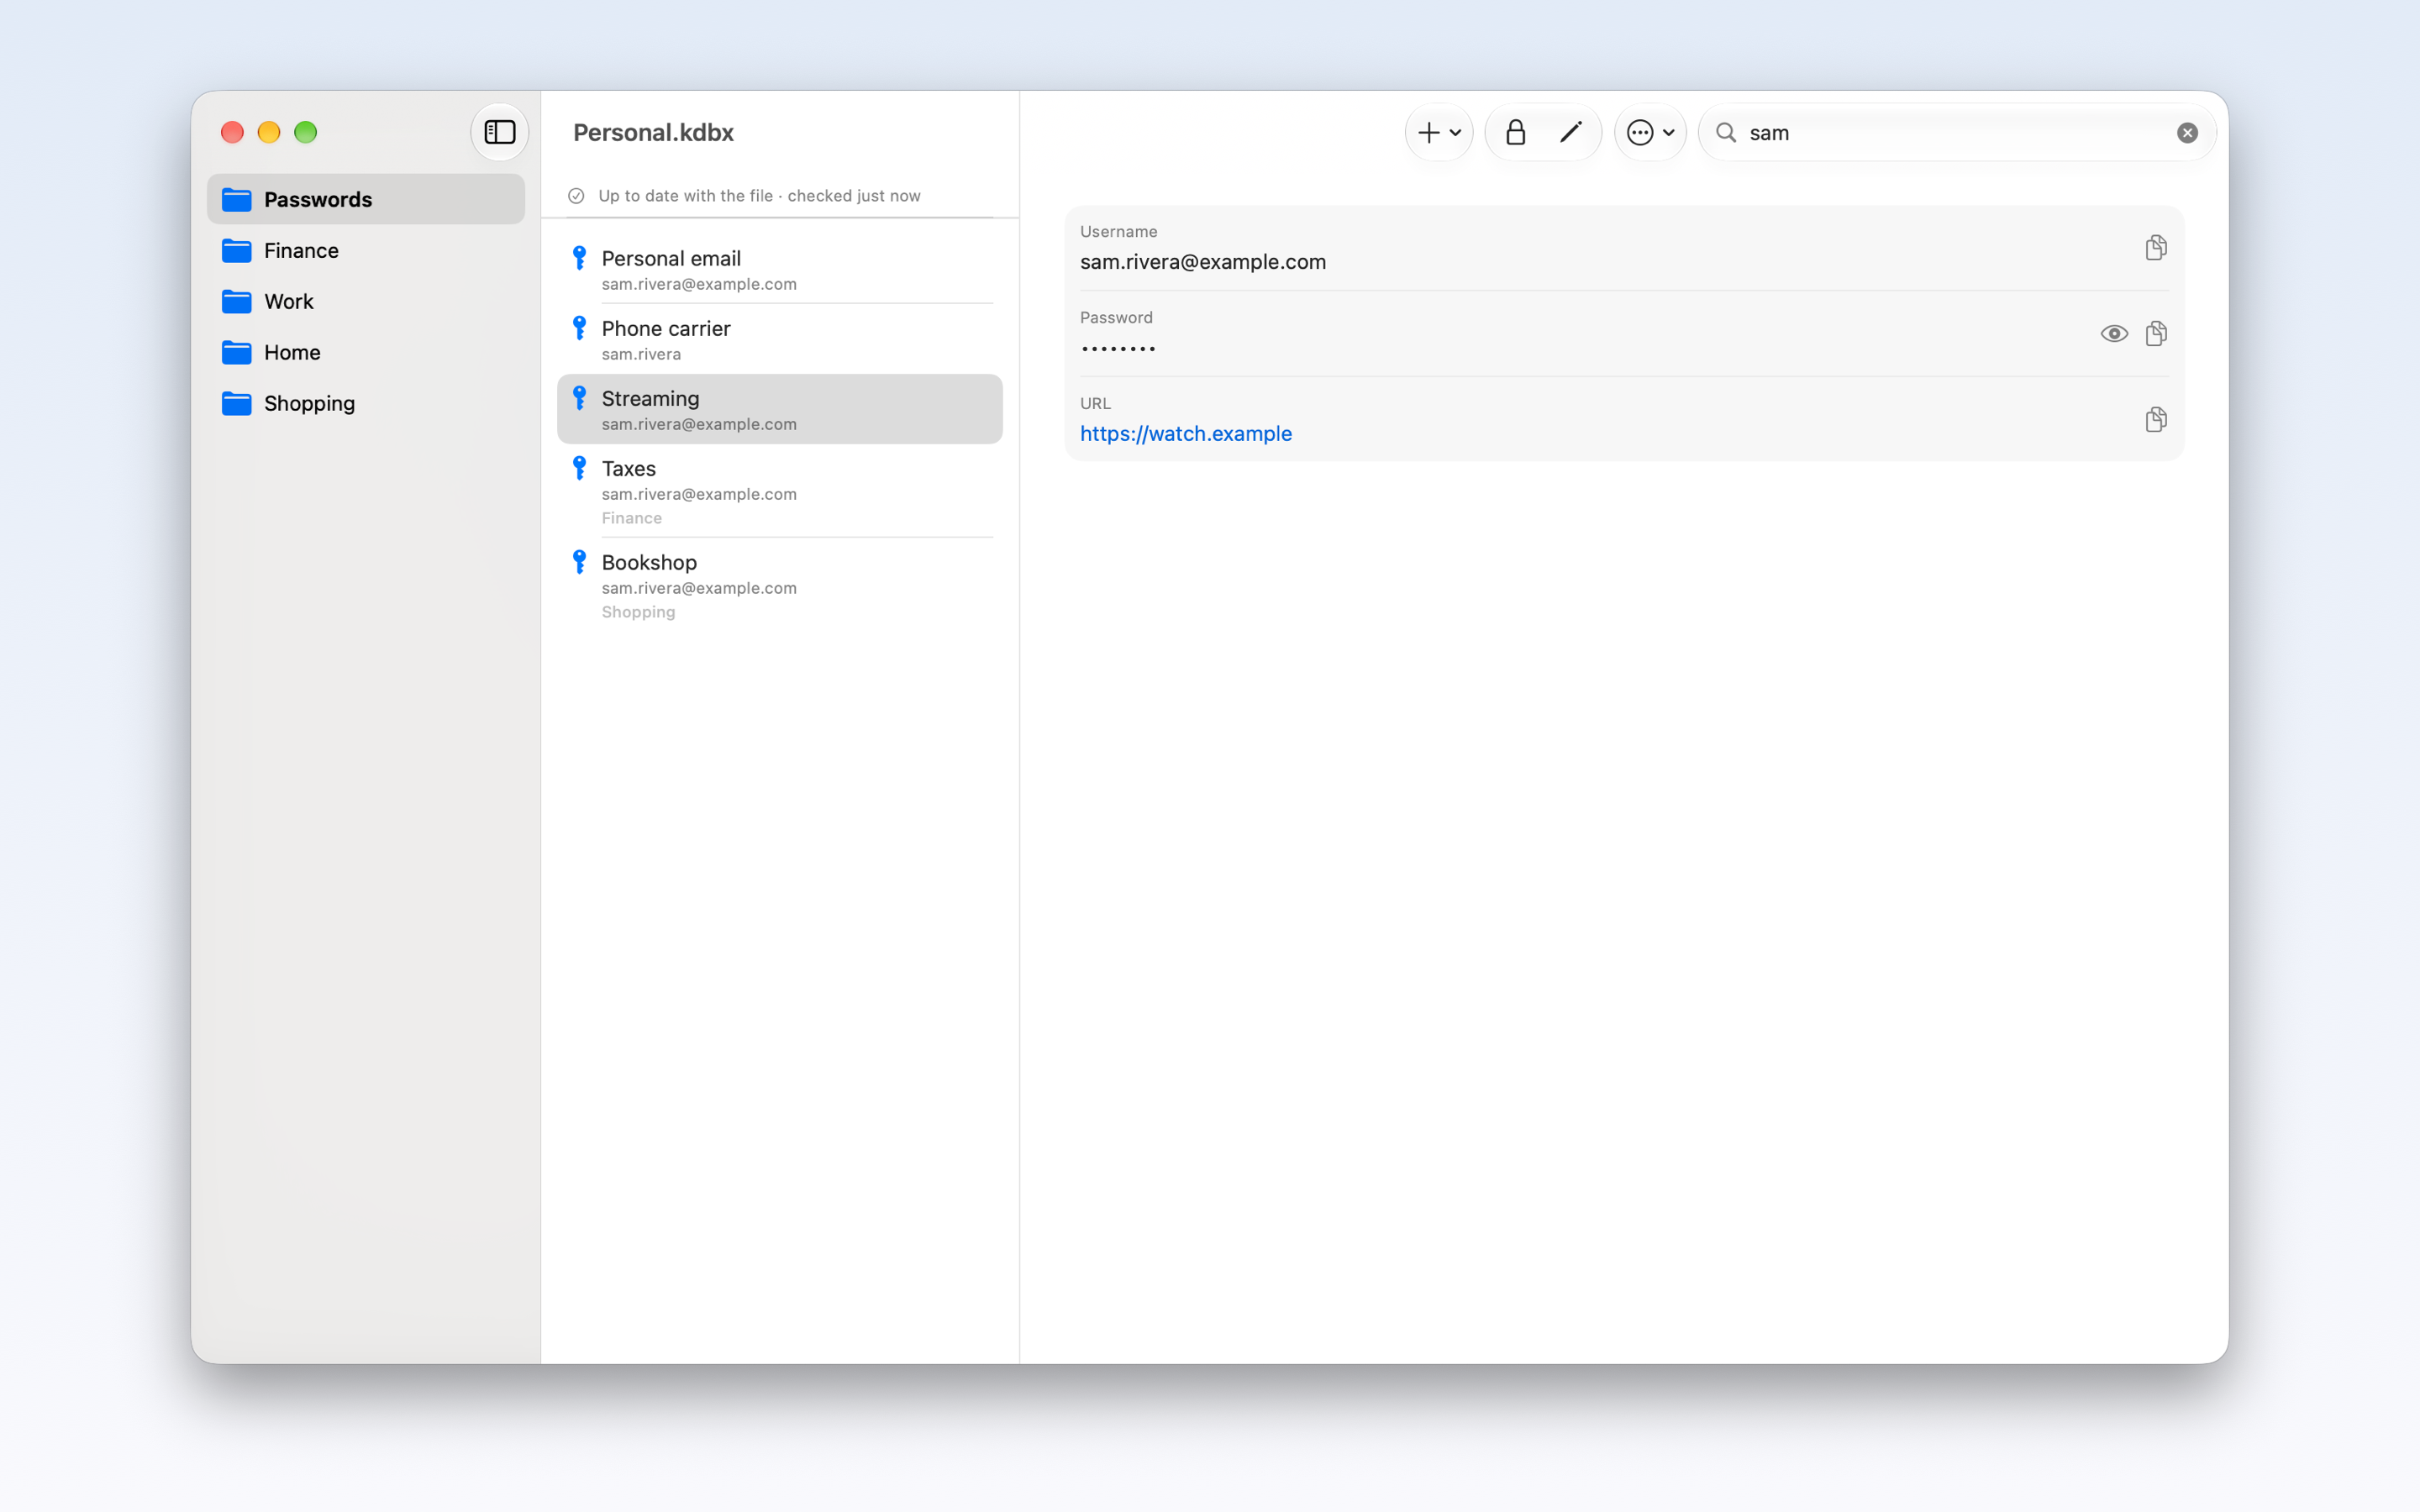 Passwords
Finance
Work
Home
Shopping
Personal.kdbx
Up to date with the file · checked just now
Personal email
sam.rivera@example.com
Phone carrier
sam.rivera
Streaming
sam.rivera@example.com
Taxes
sam.rivera@example.com
Finance
Bookshop
sam.rivera@example.com
Shopping
sam
Username
sam.rivera@example.com
Password
••••••••
URL
https://watch.example